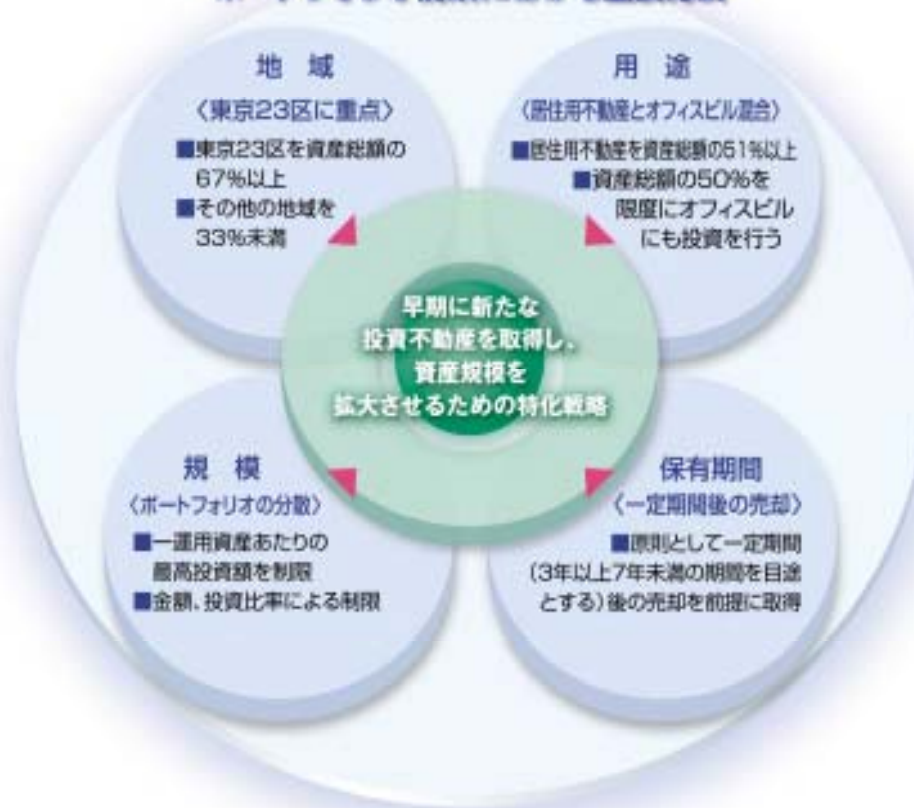 地 域
〈東京23区に重点〉
■東京23区を資産総額の
67%以上
■その他の地域を
33%未満
用 途
〈居住用不動産とオフィスビル混合〉
■居住用不動産を資産総額の51%以上
■資産総額の50%を
限度にオフィスビル
にも投資を行う
早期に新たな
投資不動産を取得し、
資産規模を
拡大させるための特化戦略
規 模
〈ポートフォリオの分散〉
■一運用資産あたりの
最高投資額を制限
■金額、投資比率による制限
保有期間
〈一定期間後の売却〉
■原則として一定期間
(3年以上7年未満の期間を目途
とする)後の売却を前提に取得